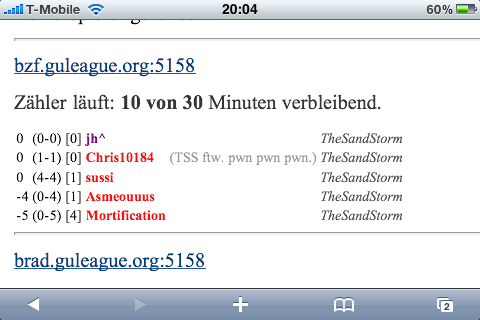 T-Mobile 20:04 60%
bzf.guleague.org:5158
Zähler läuft: 10 von 30 Minuten verbleibend.
0 (0-0) [0] jh^ TheSandStorm
0 (1-1) [0] Chris10184 (TSS ftw. pwn pwn pwn.) TheSandStorm
0 (4-4) [1] sussi TheSandStorm
-4 (0-4) [1] Asmeouuus TheSandStorm
-5 (0-5) [4] Mortification TheSandStorm
brad.guleague.org:5158
2